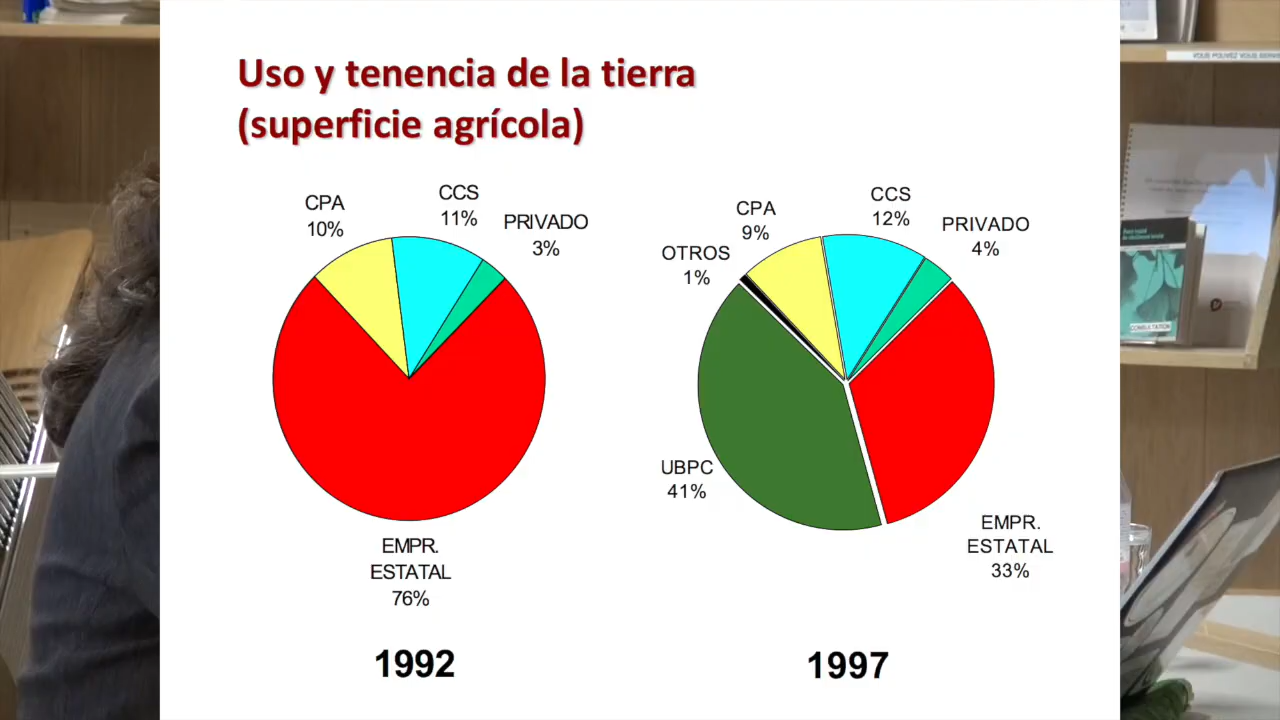 Uso y tenencia de la tierra
(superficie agrícola)
CPA
10%
CCS
11%
PRIVADO
3%
EMPR.
ESTATAL
76%
1992
OTROS
1%
CPA
9%
CCS
12%
PRIVADO
4%
UBPC
41%
EMPR.
ESTATAL
33%
1997
CONSULTATION